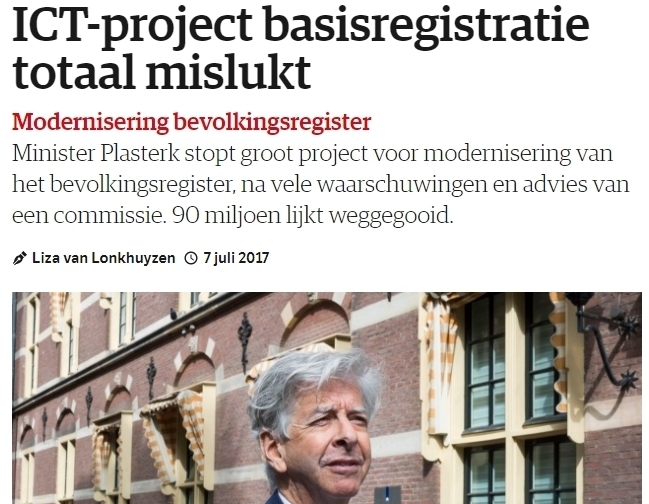 ICT-project basisregistratie
totaal mislukt
Modernisering bevolkingsregister
Minister Plasterk stopt groot project voor modernisering van
het bevolkingsregister, na vele waarschuwingen en advies van
een commissie. 90 miljoen lijkt weggegooid.
Liza van Lonkhuyzen 7 juli 2017